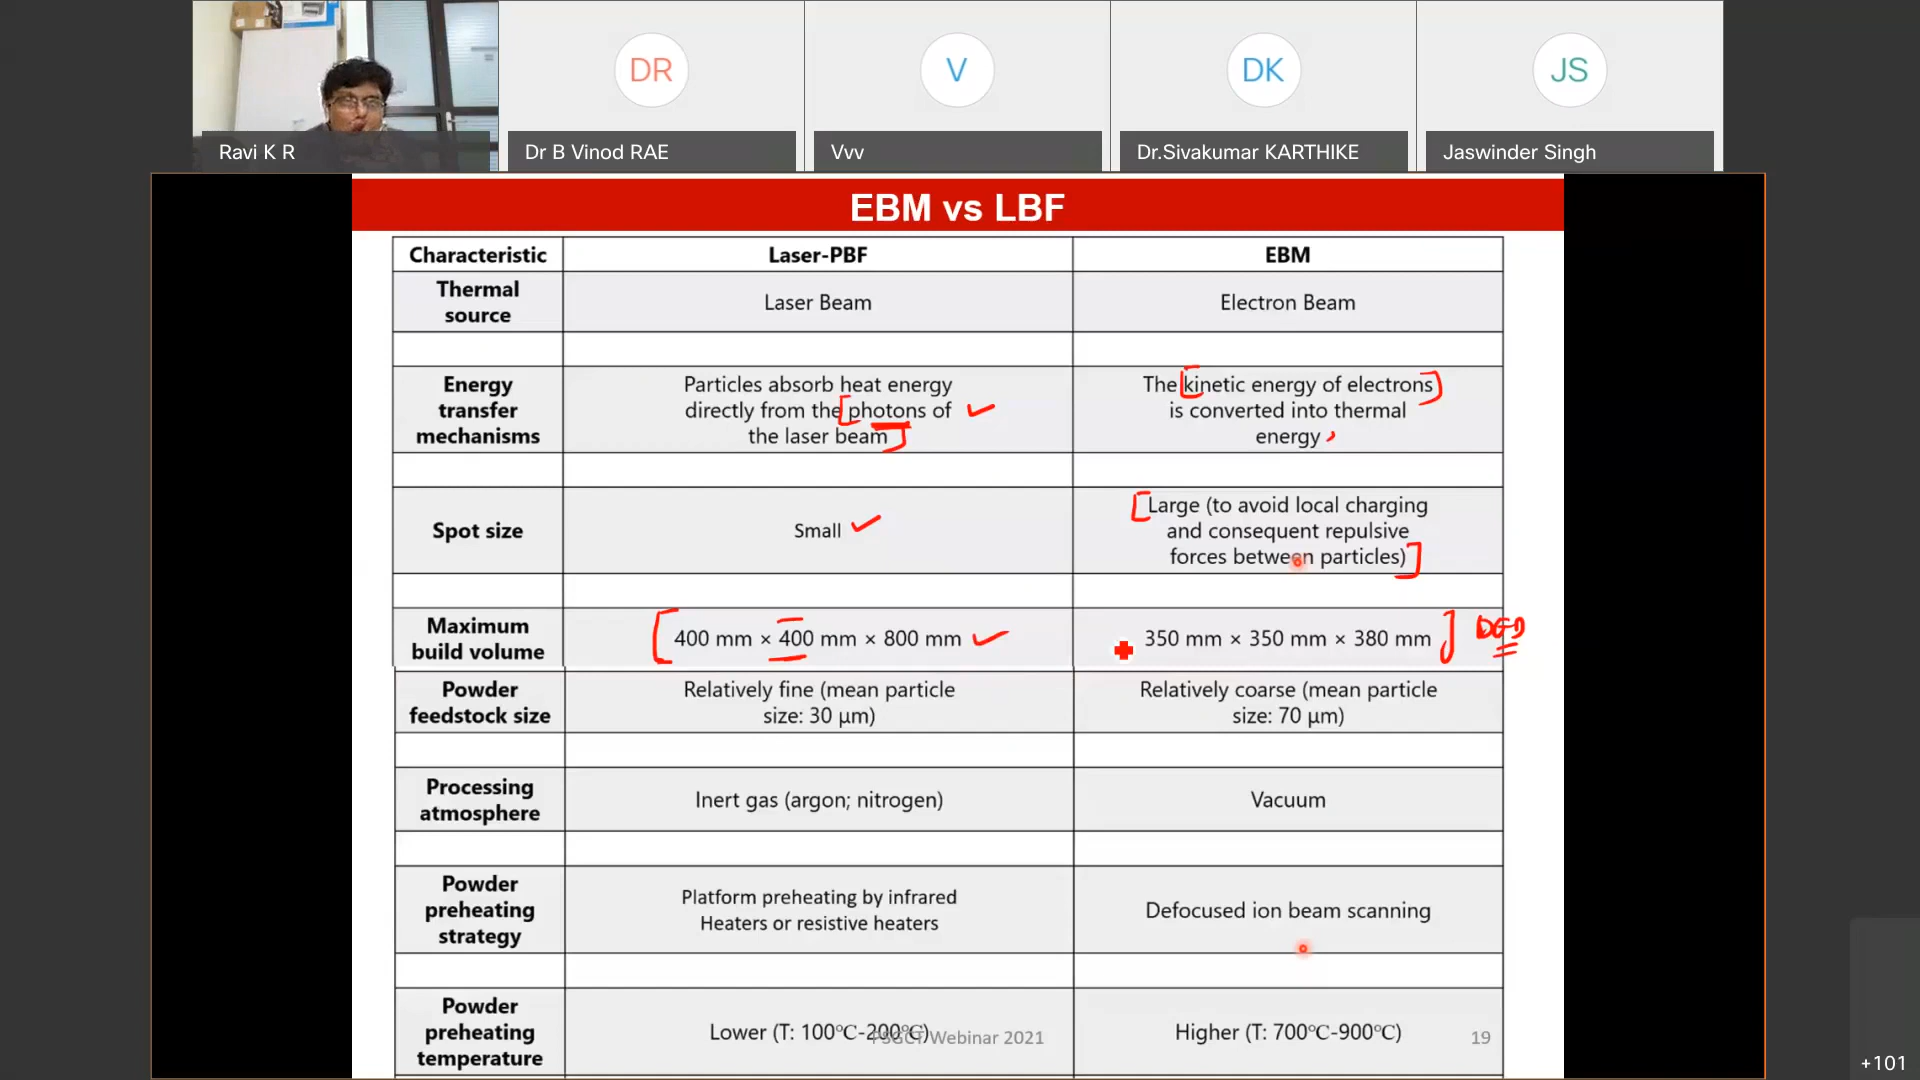 DR
V
DK
JS
Ravi K R
Dr B Vinod RAE
Vvv
Dr.Sivakumar KARTHIKE
Jaswinder Singh
EBM vs LBF
Characteristic
Laser-PBF
EBM
Thermal
source
Laser Beam
Electron Beam
Energy
transfer
mechanisms
Particles absorb heat energy
directly from the photons of
the laser beam
The kinetic energy of electrons
is converted into thermal
energy
Spot size
Small
Large (to avoid local charging
and consequent repulsive
forces between particles)
Maximum
build volume
400 mm × 400 mm × 800 mm
350 mm × 350 mm × 380 mm
DED
Powder
feedstock size
Relatively fine (mean particle
size: 30 μm)
Relatively coarse (mean particle
size: 70 μm)
Processing
atmosphere
Inert gas (argon; nitrogen)
Vacuum
Powder
preheating
strategy
Platform preheating by infrared
Heaters or resistive heaters
Defocused ion beam scanning
Powder
preheating
temperature
Lower (T: 100℃-200℃)
Higher (T: 700℃-900℃)
PSGCT Webinar 2021
19
+101